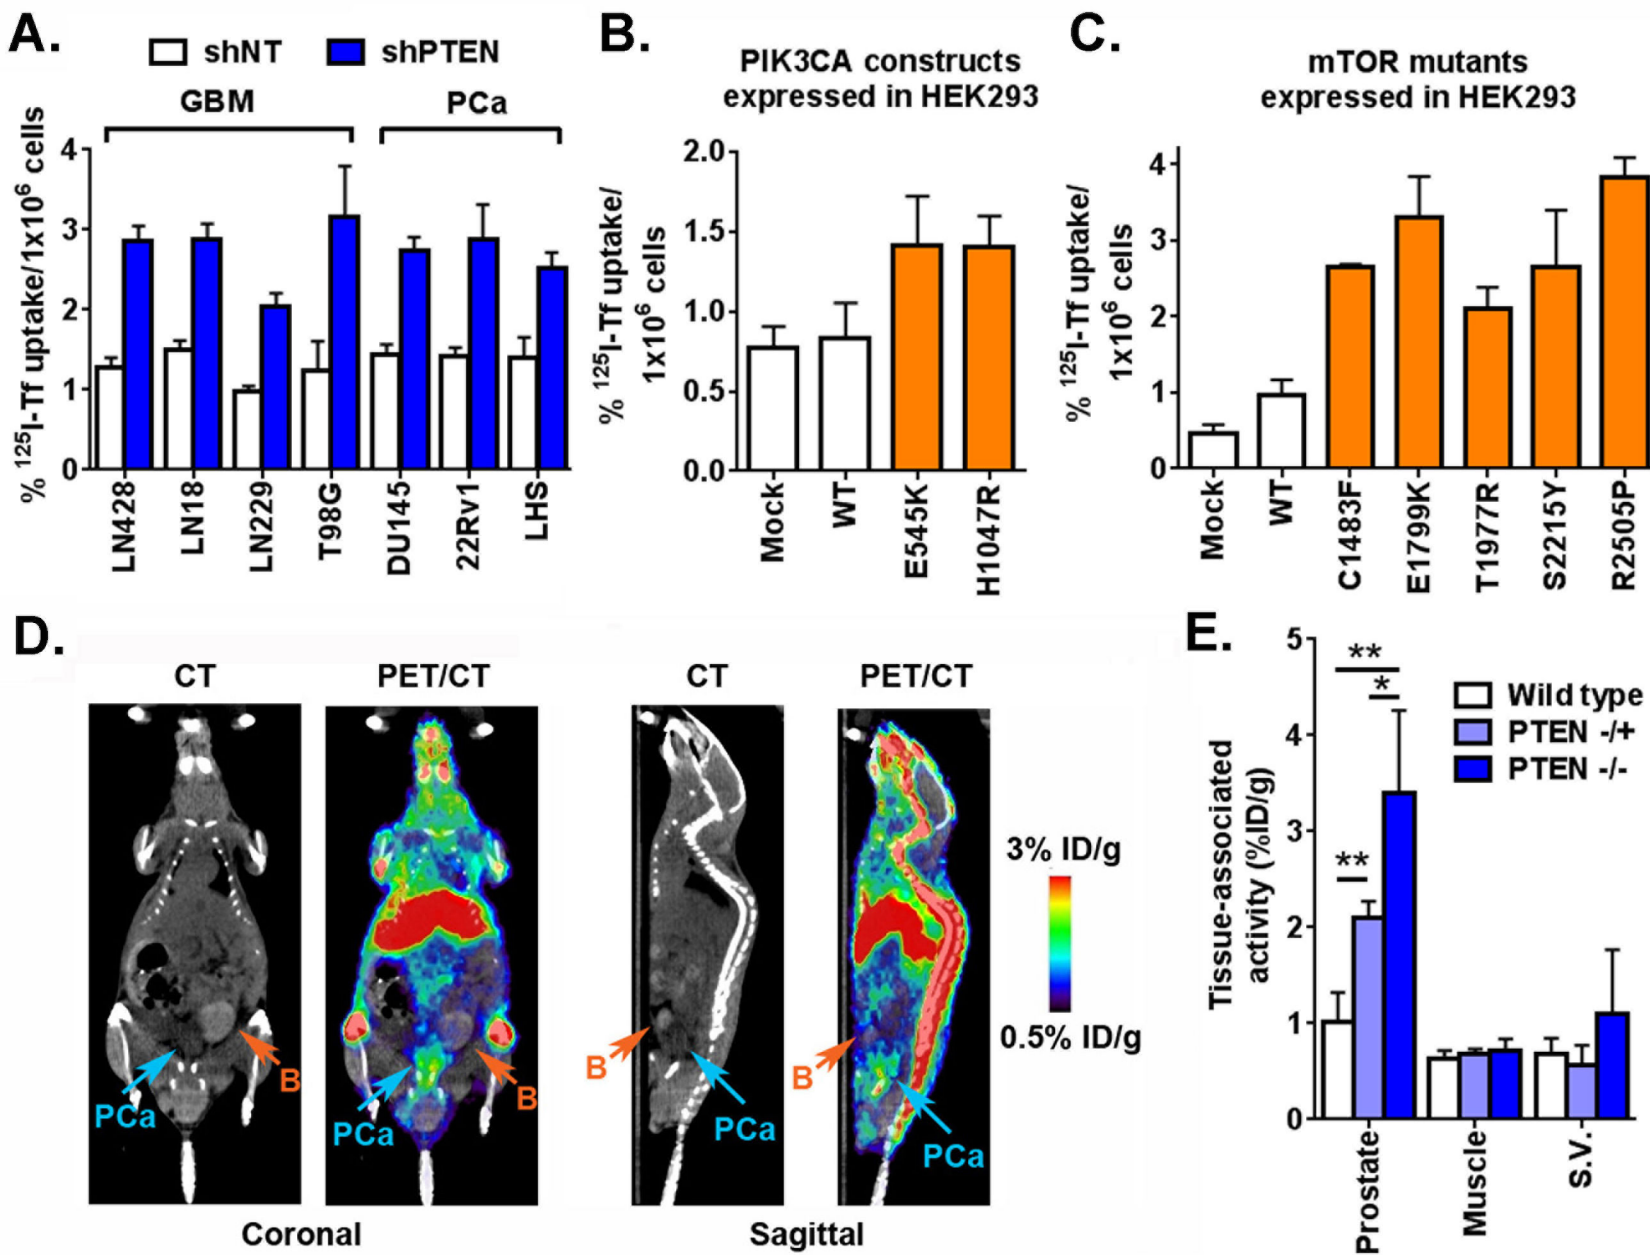 A.
shNT shPTEN
GBM PCa
% ¹²⁵I-Tf uptake/1x10⁶ cells
4
3
2
1
0
LN428
LN18
LN229
T98G
DU145
22Rv1
LHS
B.
PIK3CA constructs
expressed in HEK293
% ¹²⁵I-Tf uptake/
1x10⁶ cells
2.0
1.5
1.0
0.5
0.0
Mock
WT
E545K
H1047R
C.
mTOR mutants
expressed in HEK293
% ¹²⁵I-Tf uptake/
1x10⁶ cells
4
3
2
1
0
Mock
WT
C1483F
E1799K
T1977R
S2215Y
R2505P
D.
CT PET/CT CT PET/CT
B
PCa
B
PCa
B
PCa
B
PCa
3% ID/g
0.5% ID/g
Coronal Sagittal
E.
Tissue-associated
activity (%ID/g)
5
4
3
2
1
0
**
*
**
Wild type
PTEN -/+
PTEN -/-
Prostate
Muscle
S.V.